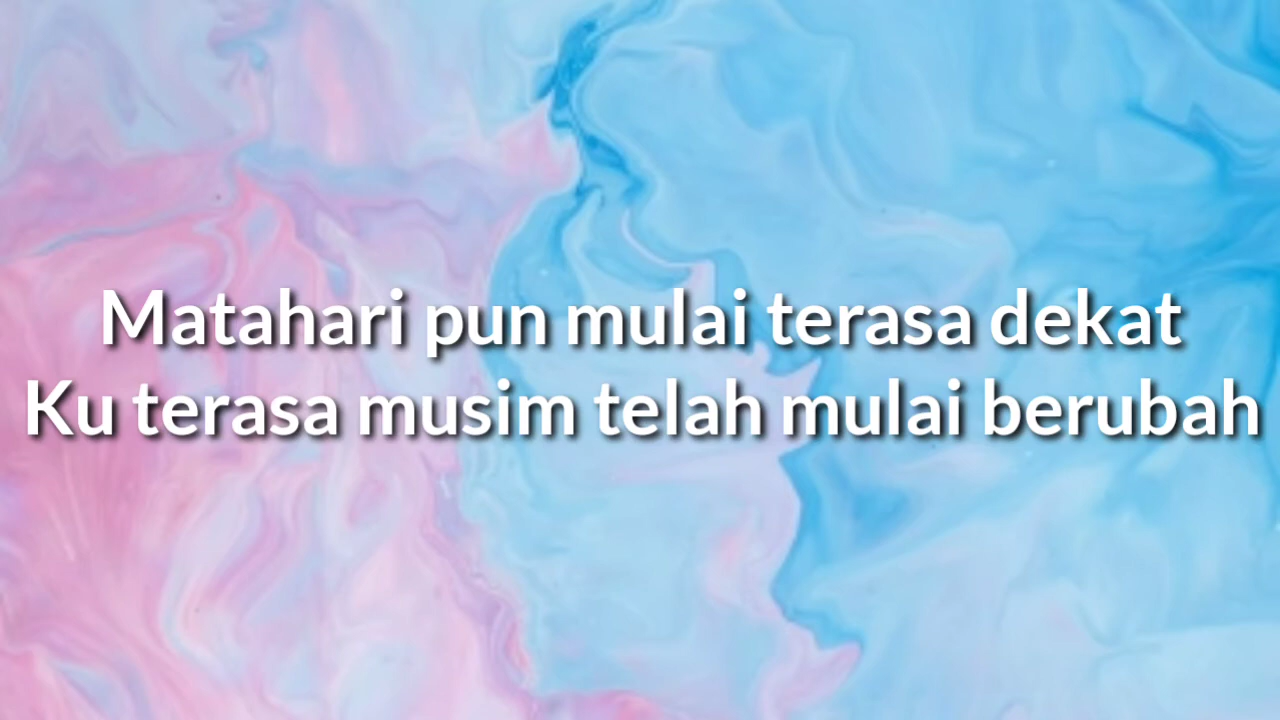 Matahari pun mulai terasa dekat
Ku terasa musim telah mulai berubah